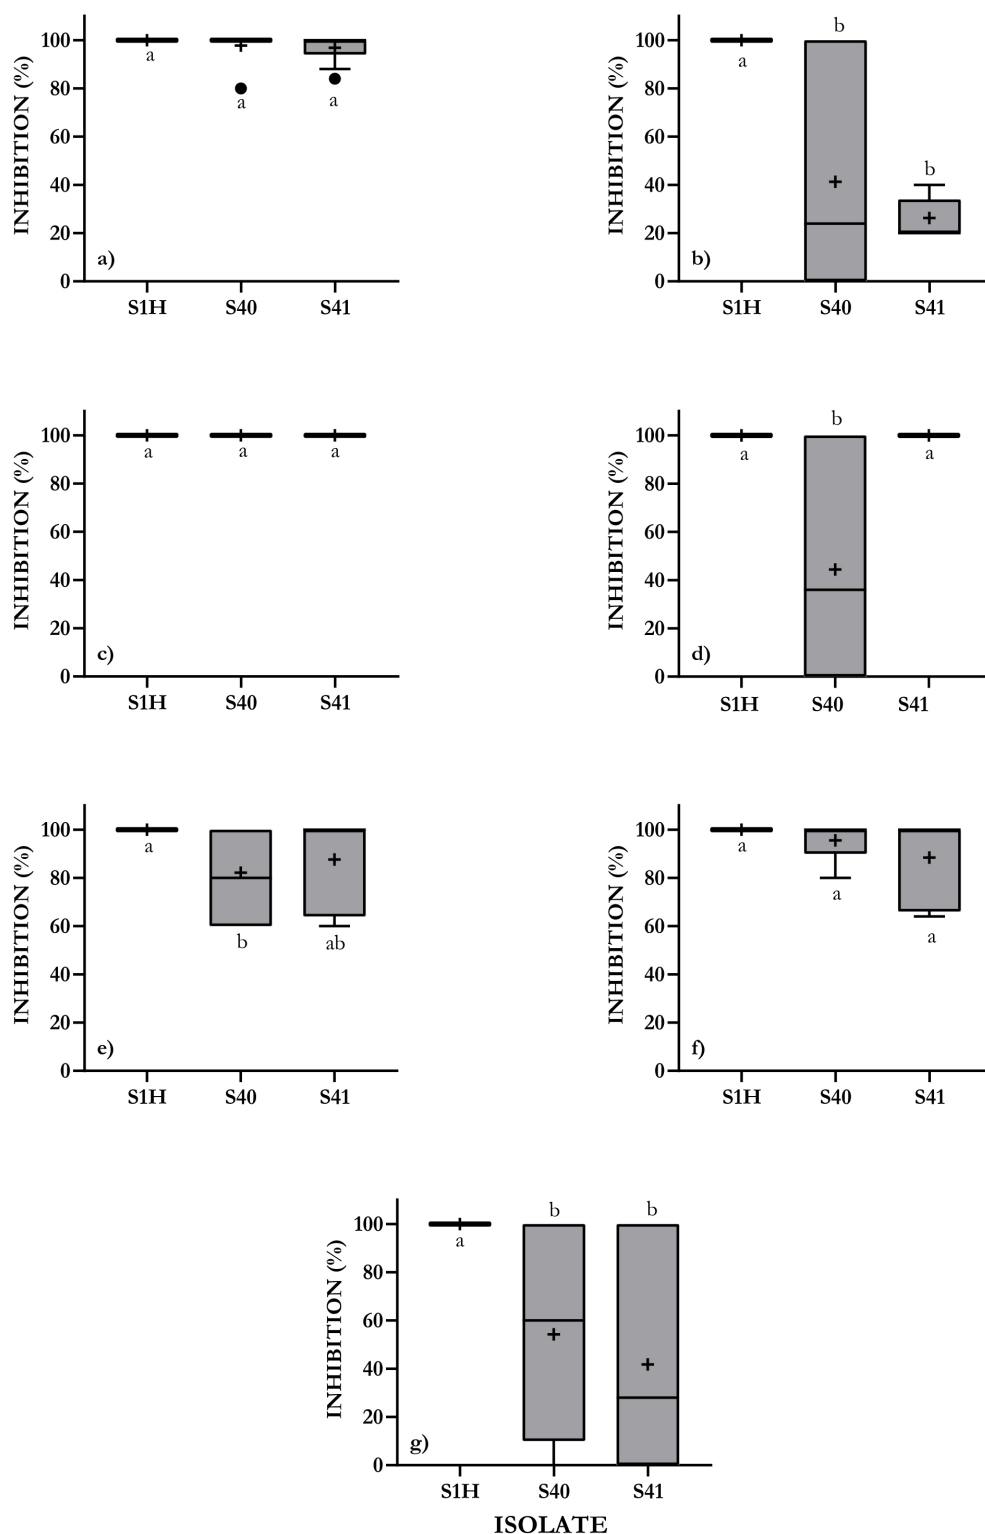 INHIBITION (%)
100
80
60
40
20
0
a
a
a
a)
S1H S40 S41
INHIBITION (%)
100
80
60
40
20
0
a
b
b
b)
S1H S40 S41
INHIBITION (%)
100
80
60
40
20
0
a a a
c)
S1H S40 S41
INHIBITION (%)
100
80
60
40
20
0
a
b
a
d)
S1H S40 S41
INHIBITION (%)
100
80
60
40
20
0
a
b
ab
e)
S1H S40 S41
INHIBITION (%)
100
80
60
40
20
0
a
a
a
f)
S1H S40 S41
INHIBITION (%)
100
80
60
40
20
0
a
b
b
g)
S1H S40 S41
ISOLATE